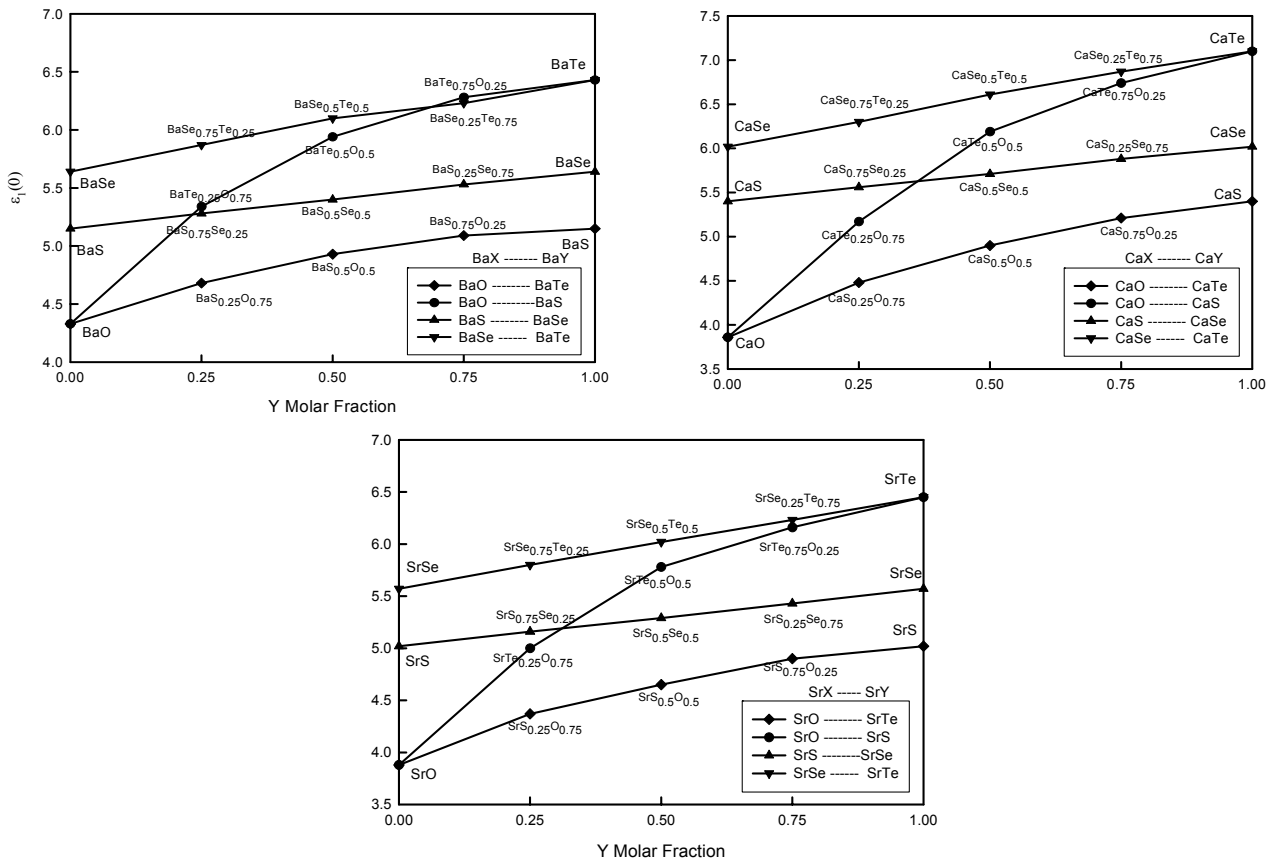 7.0
6.5
6.0
5.5
5.0
4.5
4.0
ε₁(0)
0.00 0.25 0.50 0.75 1.00
Y Molar Fraction
BaTe
BaTe0.75O0.25
BaSe0.5Te0.5
BaSe0.25Te0.75
BaSe0.75Te0.25
BaTe0.5O0.5
BaSe
BaS0.25Se0.75
BaSe
BaTe0.25O0.75
BaS0.5Se0.5
BaS0.75O0.25
BaS
BaS0.75Se0.25
BaS
BaS0.5O0.5
BaS0.25O0.75
BaO
BaX ------- BaY
BaO --------- BaTe
BaO ---------BaS
BaS --------- BaSe
BaSe ------ BaTe
7.5
7.0
6.5
6.0
5.5
5.0
4.5
4.0
3.5
0.00 0.25 0.50 0.75 1.00
CaTe
CaSe0.25Te0.75
CaSe0.5Te0.5
CaSe0.75Te0.25
CaTe0.75O0.25
CaSe
CaTe0.5O0.5
CaS0.25Se0.75
CaSe
CaS0.75Se0.25
CaS
CaS0.5Se0.5
CaS
CaTe0.25O0.75
CaS0.75O0.25
CaS0.5O0.5
CaS0.25O0.75
CaO
CaX ------- CaY
CaO -------- CaTe
CaO -------- CaS
CaS -------- CaSe
CaSe ------ CaTe
7.0
6.5
6.0
5.5
5.0
4.5
4.0
3.5
0.00 0.25 0.50 0.75 1.00
Y Molar Fraction
SrTe
SrSe0.25Te0.75
SrSe0.5Te0.5
SrSe0.75Te0.25
SrTe0.75O0.25
SrSe
SrTe0.5O0.5
SrSe
SrS0.75Se0.25
SrS0.25Se0.75
SrS0.5Se0.5
SrS
SrS
SrTe0.25O0.75
SrS0.75O0.25
SrS0.5O0.5
SrS0.25O0.75
SrO
SrX ----- SrY
SrO -------- SrTe
SrO -------- SrS
SrS --------SrSe
SrSe ------ SrTe